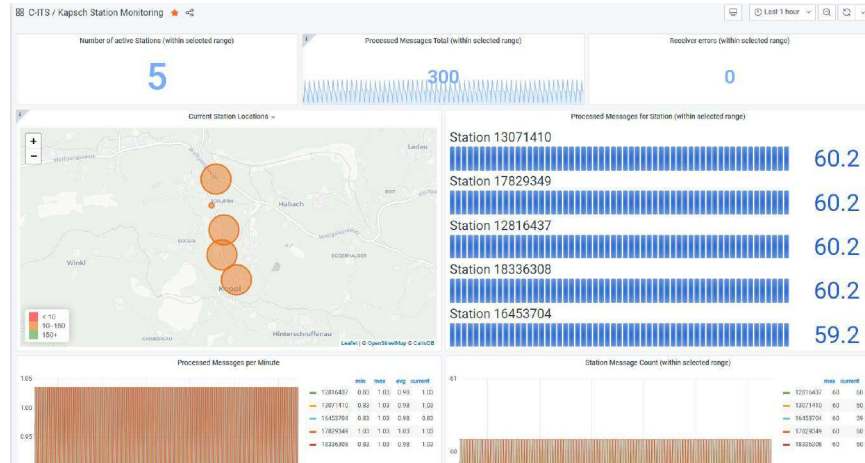 C-ITS / Kapsch Station Monitoring
Last 1 hour
Number of active Stations (within selected range)
5
Processed Messages Total (within selected range)
300
Receiver errors (within selected range)
0
Current Station Locations
+
−
Ladau
Habach
Winkl
Koppl
Hinterschroffenau
< 10
10-150
150+
Leaflet | © OpenStreetMap © CartoDB
Processed Messages for Station (within selected range)
Station 13071410
60.2
Station 17829349
60.2
Station 12816437
60.2
Station 18336308
60.2
Station 16453704
59.2
Processed Messages per Minute
1.05
1.00
0.95
min max avg current
12816437 0.83 1.03 0.98 1.03
13071410 0.83 1.03 0.98 1.03
16453704 0.83 1.03 0.98 0.83
17829349 1.03 1.03 1.03 1.03
18336308 0.83 1.03 0.98 1.03
Station Message Count (within selected range)
61
60
max current
12816437 60 60
13071410 60 60
16453704 60 59
17829349 60 60
18336308 60 60